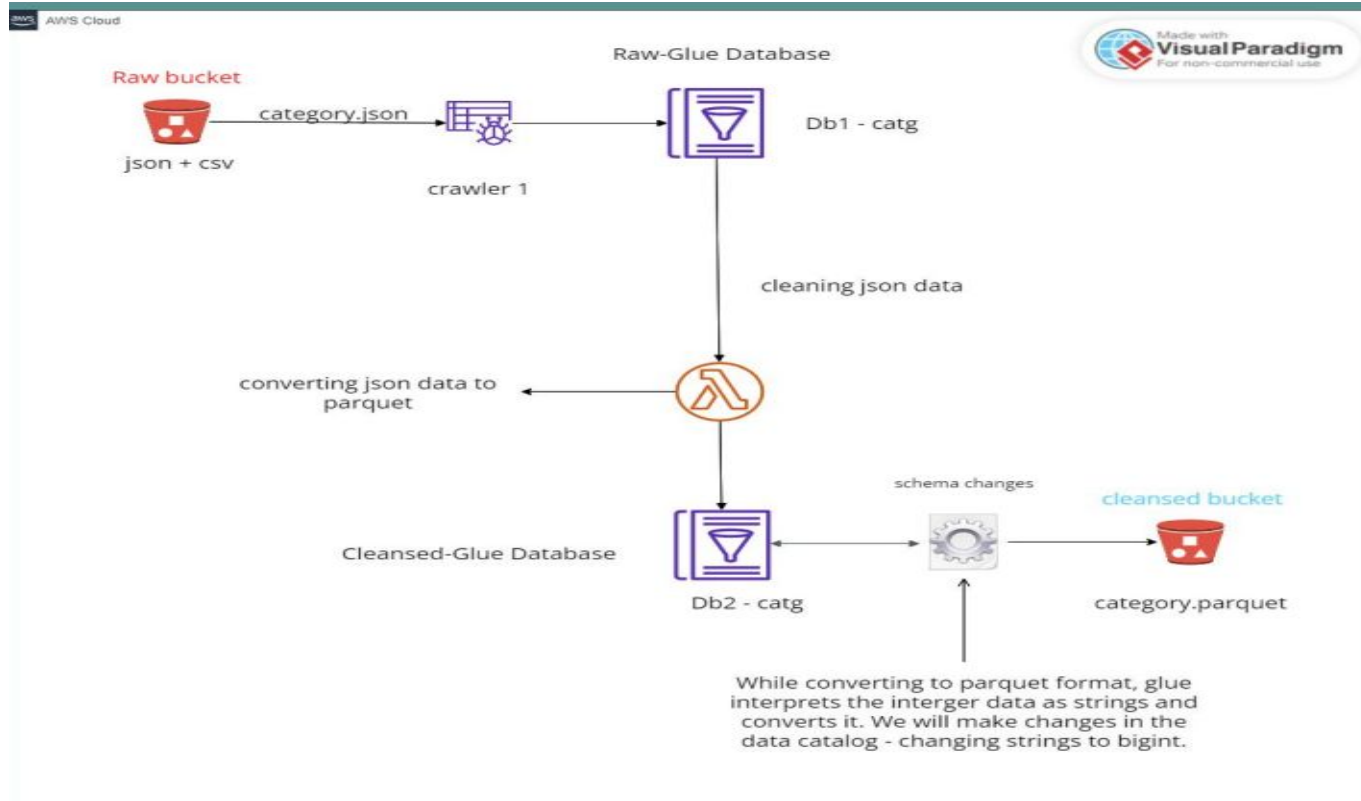 aws
AWS Cloud
Made with
Visual Paradigm
For non-commercial use
Raw-Glue Database
Raw bucket
category.json
Db1 - catg
json + csv
crawler 1
cleaning json data
converting json data to
parquet
schema changes
cleansed bucket
Cleansed-Glue Database
Db2 - catg
category.parquet
While converting to parquet format, glue
interprets the interger data as strings and
converts it. We will make changes in the
data catalog - changing strings to bigint.